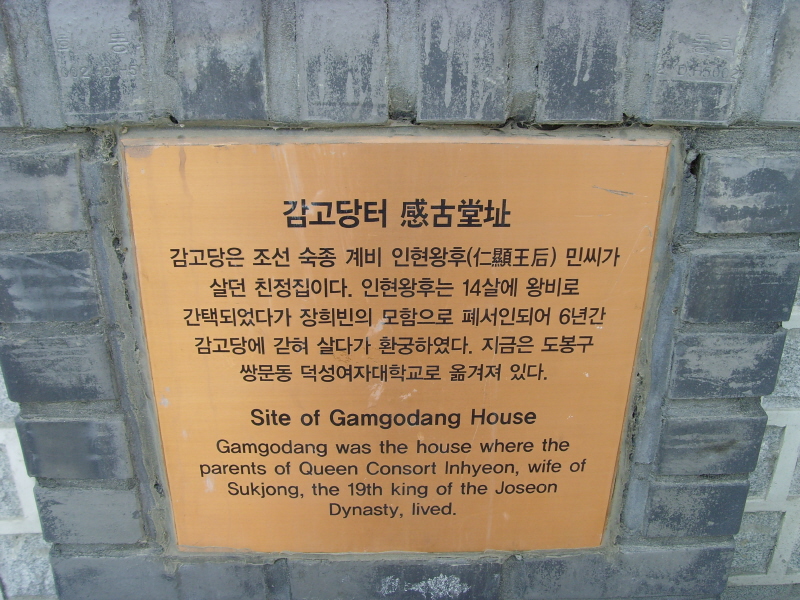 감고당터 感古堂址
감고당은 조선 숙종 계비 인현왕후(仁顯王后) 민씨가
살던 친정집이다. 인현왕후는 14살에 왕비로
간택되었다가 장희빈의 모함으로 폐서인되어 6년간
감고당에 갇혀 살다가 환궁하였다. 지금은 도봉구
쌍문동 덕성여자대학교로 옮겨져 있다.
Site of Gamgodang House
Gamgodang was the house where the
parents of Queen Consort Inhyeon, wife of
Sukjong, the 19th king of the Joseon
Dynasty, lived.